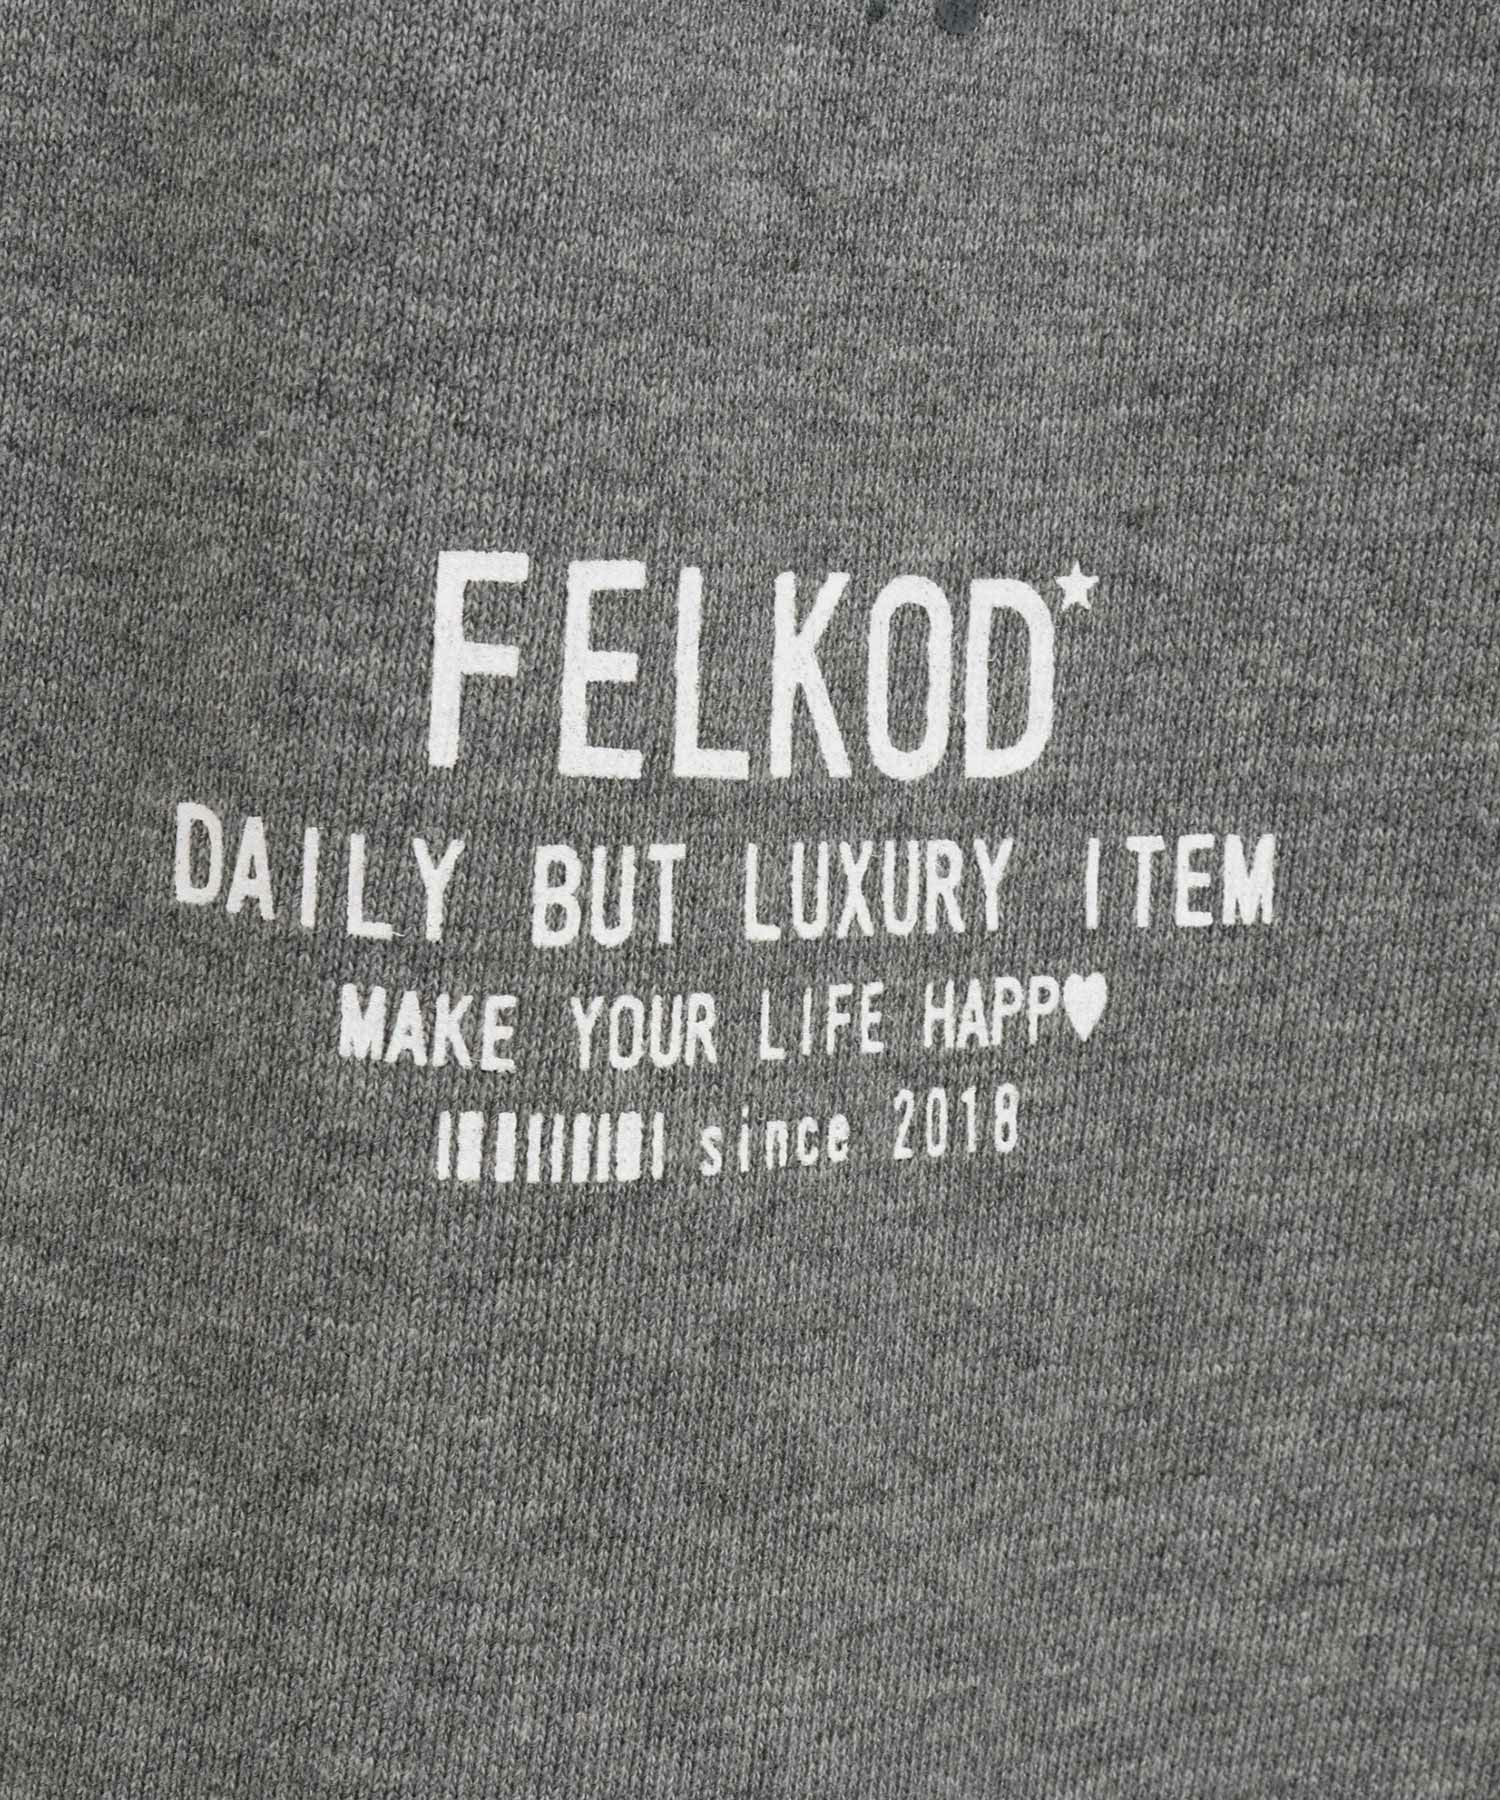 FELKOD★
DAILY BUT LUXURY ITEM
MAKE YOUR LIFE HAPP♥
since 2018